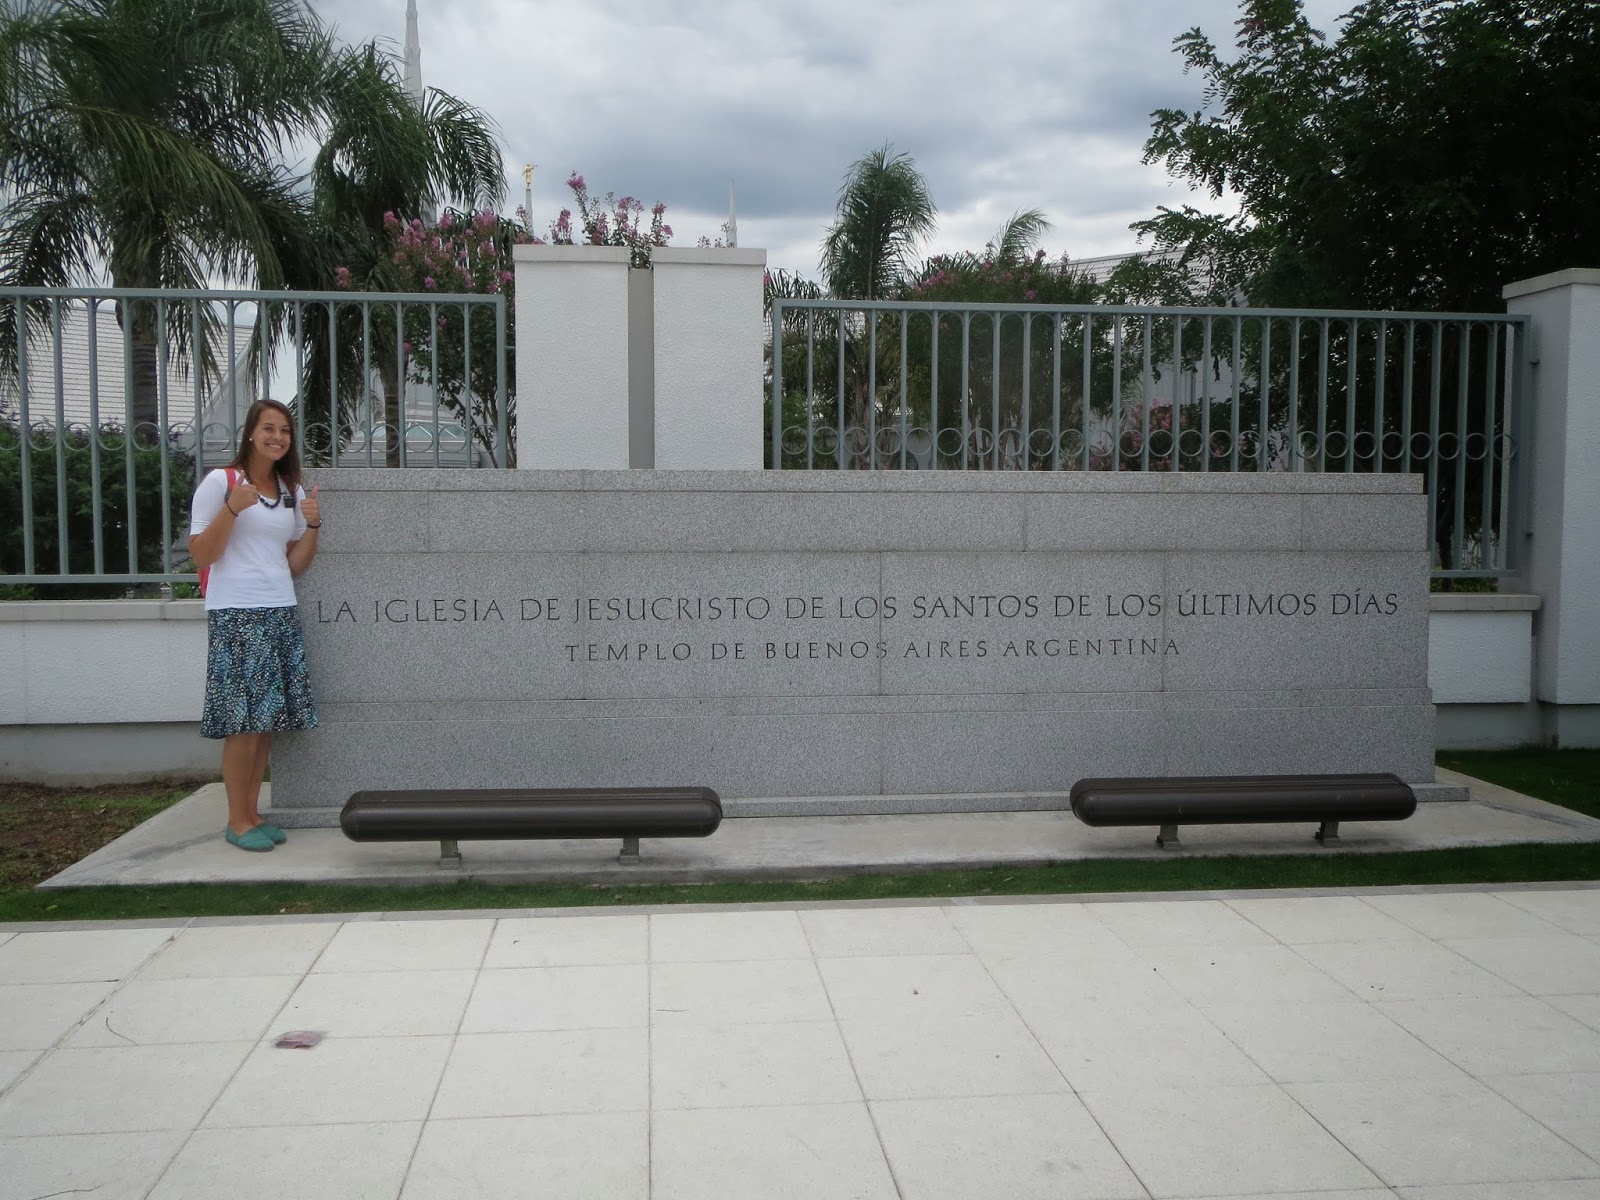 LA IGLESIA DE JESUCRISTO DE LOS SANTOS DE LOS ÚLTIMOS DÍAS
TEMPLO DE BUENOS AIRES ARGENTINA